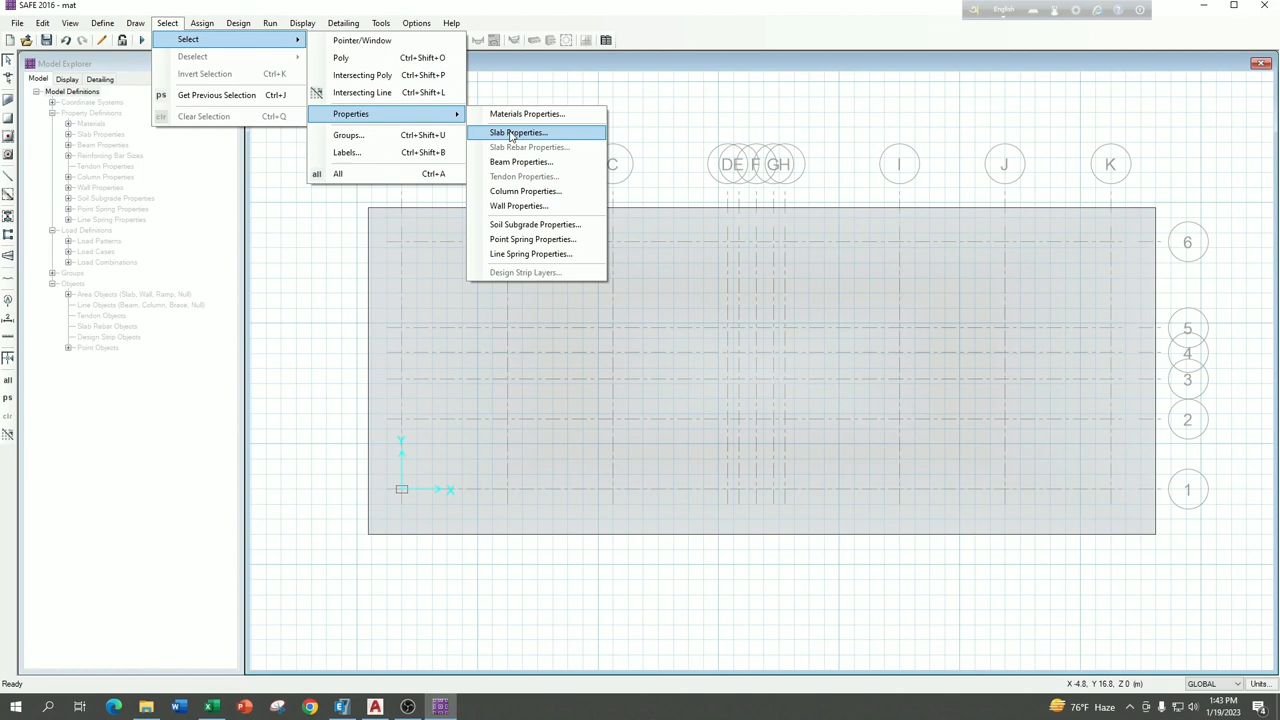 SAFE 2016 - mat
English
File Edit View Define Draw Select Assign Design Run Display Detailing Tools Options Help
Select
Deselect
Invert Selection Ctrl+K
ps Get Previous Selection Ctrl+J
clr Clear Selection Ctrl+Q
Pointer/Window
Poly Ctrl+Shift+O
Intersecting Poly Ctrl+Shift+P
Intersecting Line Ctrl+Shift+L
Properties
Groups... Ctrl+Shift+U
Labels... Ctrl+Shift+B
all All Ctrl+A
Materials Properties...
Slab Properties...
Slab Rebar Properties...
Beam Properties...
Tendon Properties...
Column Properties...
Wall Properties...
Soil Subgrade Properties...
Point Spring Properties...
Line Spring Properties...
Design Strip Layers...
Model Explorer
Model Display Detailing
Model Definitions
Coordinate Systems
Property Definitions
Materials
Slab Properties
Beam Properties
Reinforcing Bar Sizes
Tendon Properties
Column Properties
Wall Properties
Soil Subgrade Properties
Point Spring Properties
Line Spring Properties
Load Definitions
Load Patterns
Load Cases
Load Combinations
Groups
Objects
Area Objects (Slab, Wall, Ramp, Null)
Line Objects (Beam, Column, Brace, Null)
Tendon Objects
Slab Rebar Objects
Design Strip Objects
Point Objects
all
ps
clr
C D E F G H I J K
6
5
4
3
2
1
Y
X
Ready
X -4.8, Y 16.8, Z 0 (m)
GLOBAL
Units...
76°F Haze
1:43 PM
1/19/2023